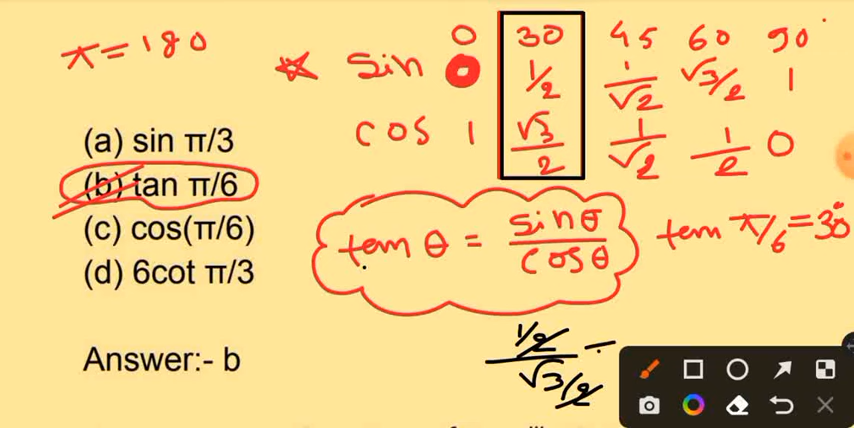 π = 180
0 30 45 60 90
sin 0 1/2 1/√2 √3/2 1
cos 1 √3/2 1/√2 1/2 0
(a) sin π/3
(b) tan π/6
(c) cos(π/6)
(d) 6cot π/3
tan θ = sinθ/cosθ
tan π/6 = 30°
Answer:- b
1/2 / √3/2 =